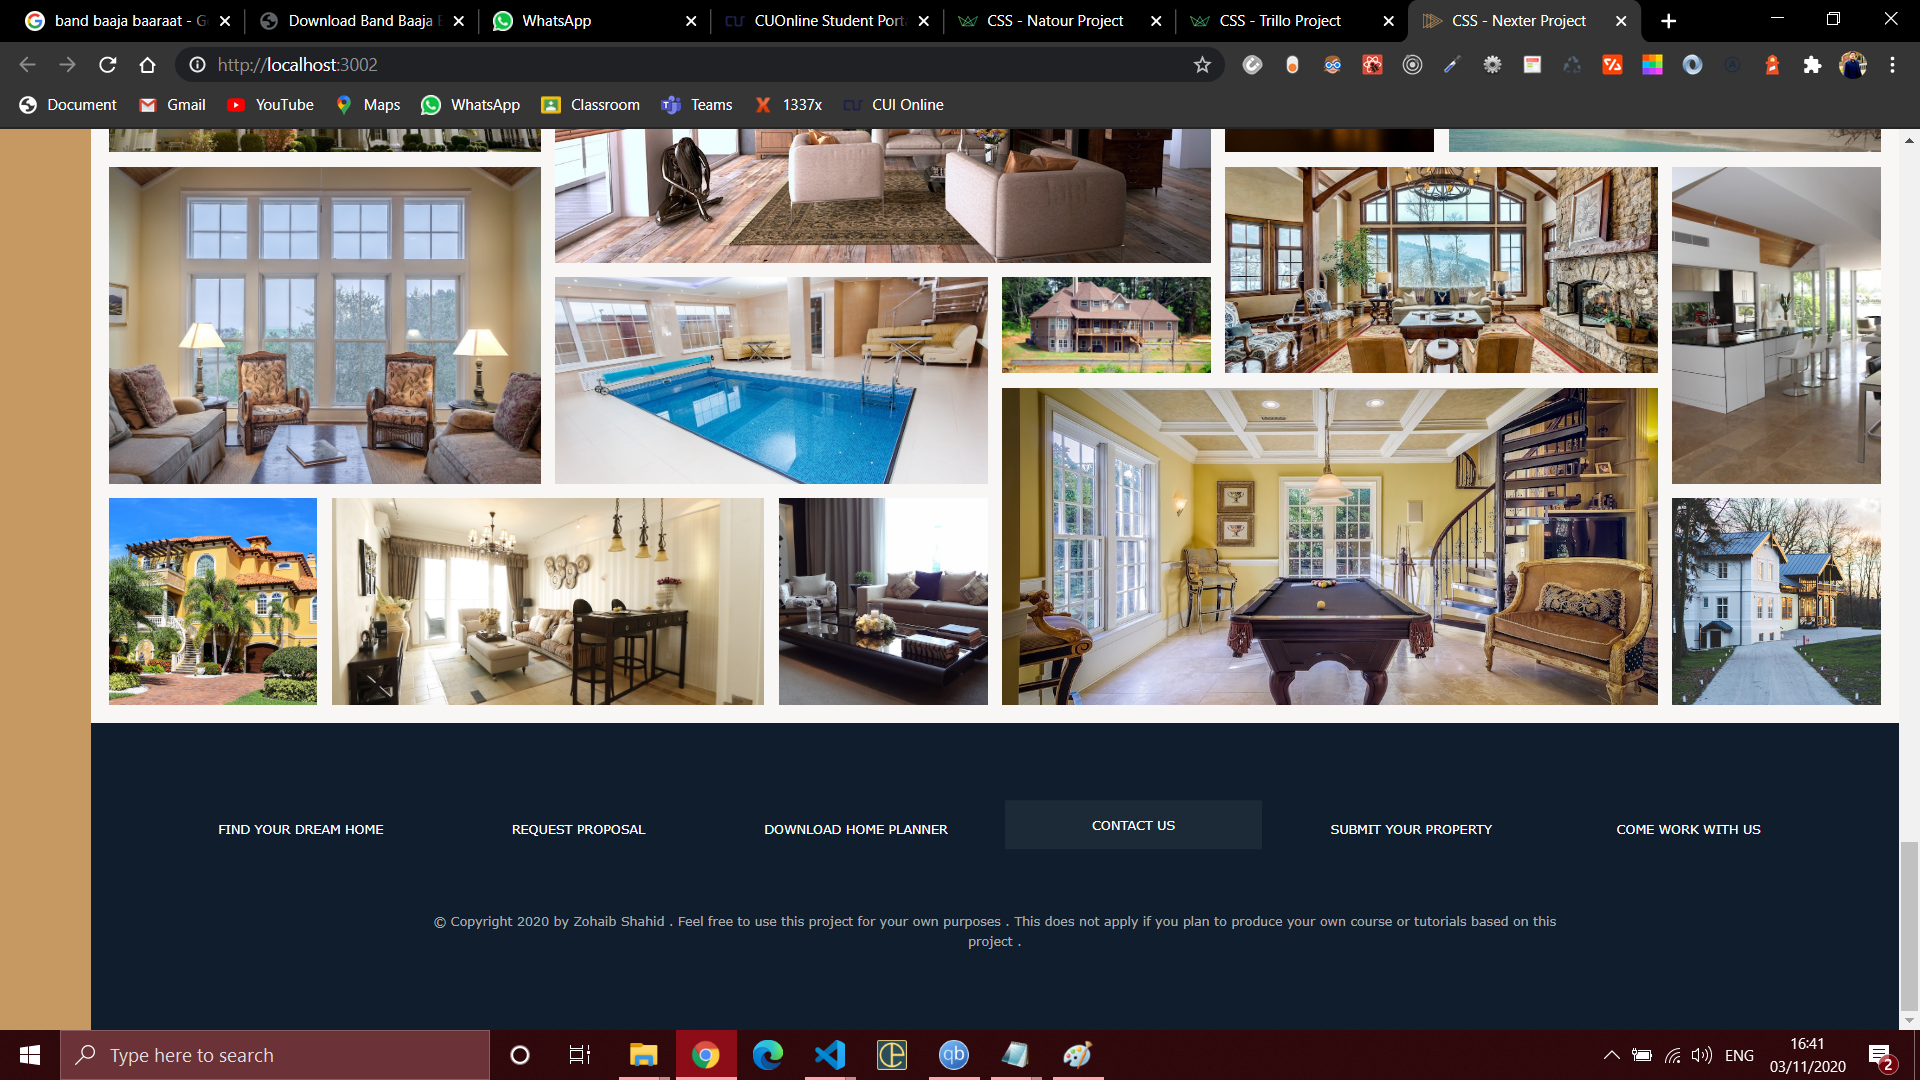 band baaja baaraat - G
Download Band Baaja B
WhatsApp
CUOnline Student Port
CSS - Natour Project
CSS - Trillo Project
CSS - Nexter Project
http://localhost:3002
Document
Gmail
YouTube
Maps
WhatsApp
Classroom
Teams
1337x
CUI Online
FIND YOUR DREAM HOME
REQUEST PROPOSAL
DOWNLOAD HOME PLANNER
CONTACT US
SUBMIT YOUR PROPERTY
COME WORK WITH US
© Copyright 2020 by Zohaib Shahid . Feel free to use this project for your own purposes . This does not apply if you plan to produce your own course or tutorials based on this
project .
Type here to search
qb
ENG
16:41
03/11/2020
2